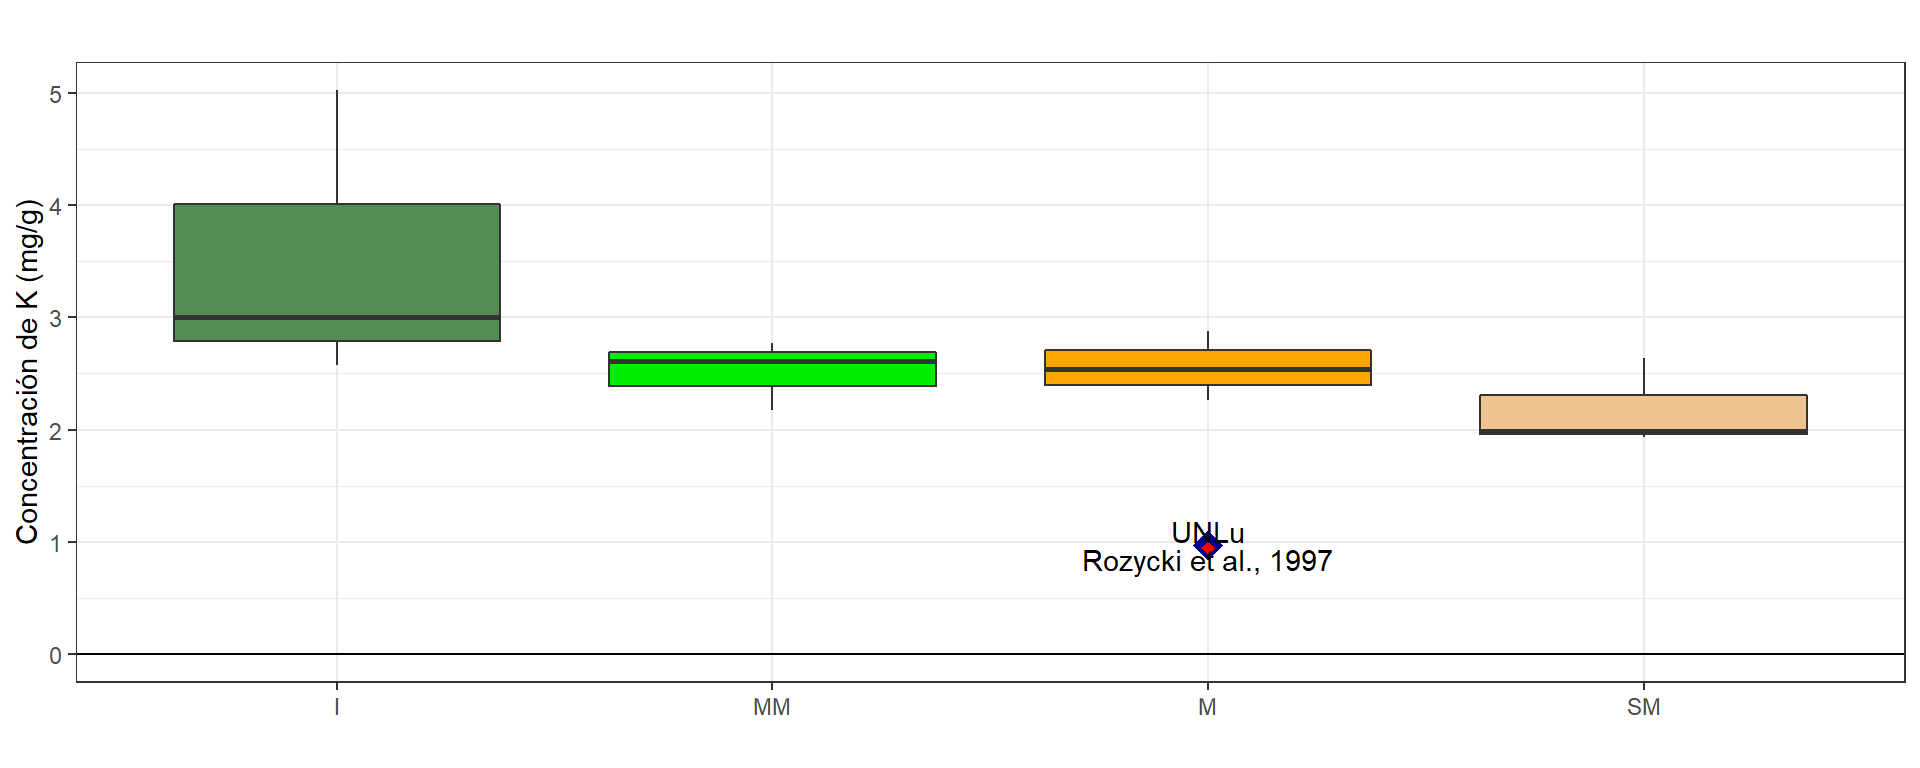 Concentración de K (mg/g)
5
4
3
2
1
0
UNLu
Rozycki et al., 1997
I
MM
M
SM